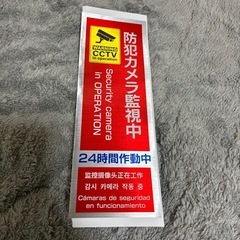 WARNING
CCTV
in operation
防犯カメラ監視中
Security camera
in OPERATION
24時間作動中
监控摄像头正在工作
감시 카메라 작동 중
Cámaras de seguridad
en funcionamiento